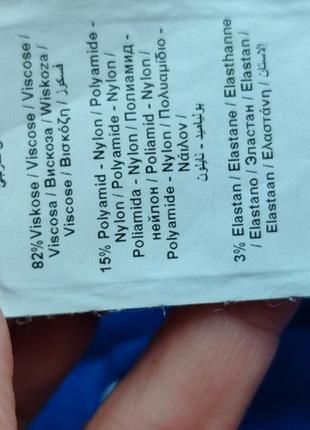 82% Viskose / Viscose / Viscose /
Viscosa / Вискоза / Wiskoza /
Viscose / Βισκόζη / فسكوز
15% Polyamid - Nylon / Polyamide -
Nylon / Polyamide - Nylon /
Poliamida - Nylon / Полиамид -
нейлон / Poliamid - Nylon /
Polyamide - Nylon / Πολυαμίδιο -
Νάιλον /
بولياميد - نايلون
3% Elastan / Elastane / Elasthanne
/ Elastano / Эластан / Elastan /
Elastaan / Ελαστάνη / الاستان